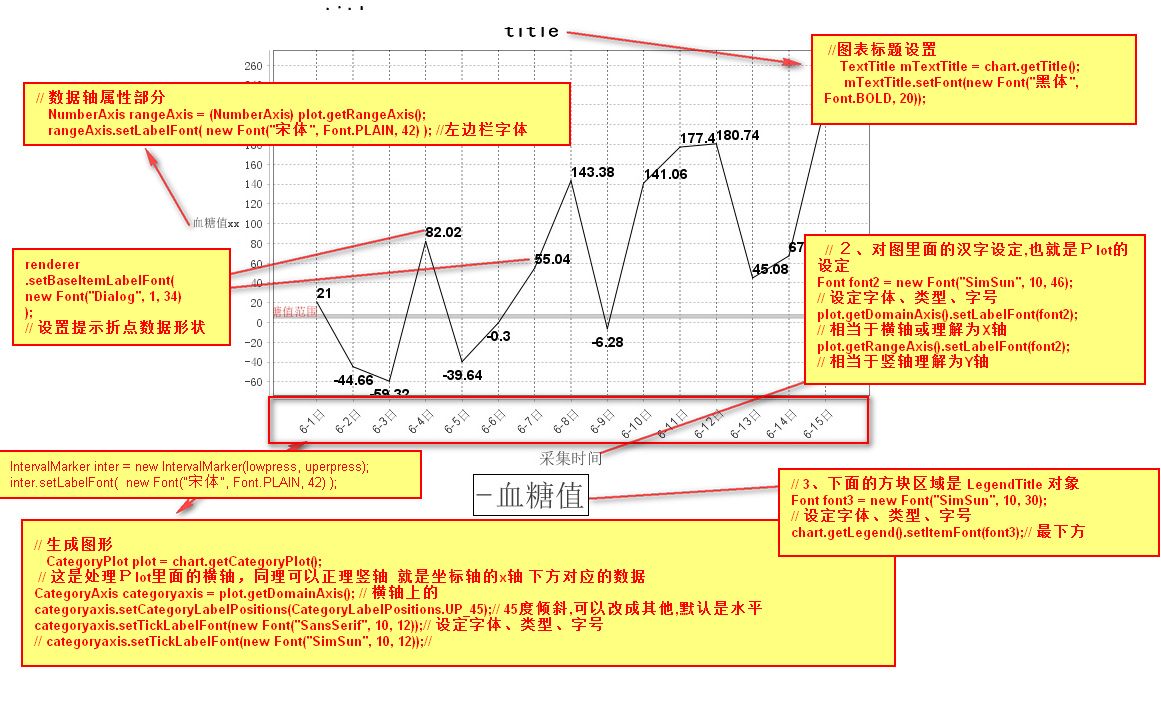 title
//图表标题设置
TextTitle mTextTitle = chart.getTitle();
mTextTitle.setFont(new Font("黑体",
Font.BOLD, 20));
// 数据轴属性部分
NumberAxis rangeAxis = (NumberAxis) plot.getRangeAxis();
rangeAxis.setLabelFont( new Font("宋体", Font.PLAIN, 42) ); //左边栏字体
260
160
140
120
100
80
60
40
20
0
-20
-40
-60
血糖值xx
糖值范围
21
-44.66
-59.32
82.02
-39.64
-0.3
55.04
143.38
-6.28
141.06
177.4
180.74
45.08
67
renderer
.setBaseItemLabelFont(
new Font("Dialog", 1, 34)
);
// 设置提示折点数据形状
// 2、对图里面的汉字设定,也就是Ｐlot的
设定
Font font2 = new Font("SimSun", 10, 46);
// 设定字体、类型、字号
plot.getDomainAxis().setLabelFont(font2);
// 相当于横轴或理解为X轴
plot.getRangeAxis().setLabelFont(font2);
// 相当于竖轴理解为Y轴
6-1日
6-2日
6-3日
6-4日
6-5日
6-6日
6-7日
6-8日
6-9日
6-10日
6-11日
6-12日
6-13日
6-14日
6-15日
采集时间
IntervalMarker inter = new IntervalMarker(lowpress, uperpress);
inter.setLabelFont( new Font("宋体", Font.PLAIN, 42) );
血糖值
// 3、下面的方块区域是 LegendTitle 对象
Font font3 = new Font("SimSun", 10, 30);
// 设定字体、类型、字号
chart.getLegend().setItemFont(font3);// 最下方
// 生成图形
CategoryPlot plot = chart.getCategoryPlot();
// 这是处理Ｐlot里面的横轴，同理可以正理竖轴 就是坐标轴的x轴 下方对应的数据
CategoryAxis categoryaxis = plot.getDomainAxis(); // 横轴上的
categoryaxis.setCategoryLabelPositions(CategoryLabelPositions.UP_45);// 45度倾斜,可以改成其他,默认是水平
categoryaxis.setTickLabelFont(new Font("SansSerif", 10, 12));// 设定字体、类型、字号
// categoryaxis.setTickLabelFont(new Font("SimSun", 10, 12));//